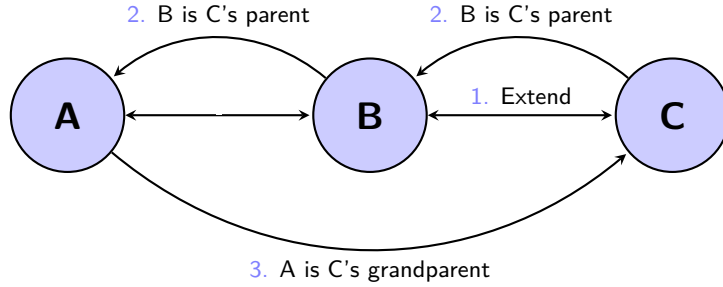 2. B is C's parent
2. B is C's parent
A
B
1. Extend
C
3. A is C's grandparent